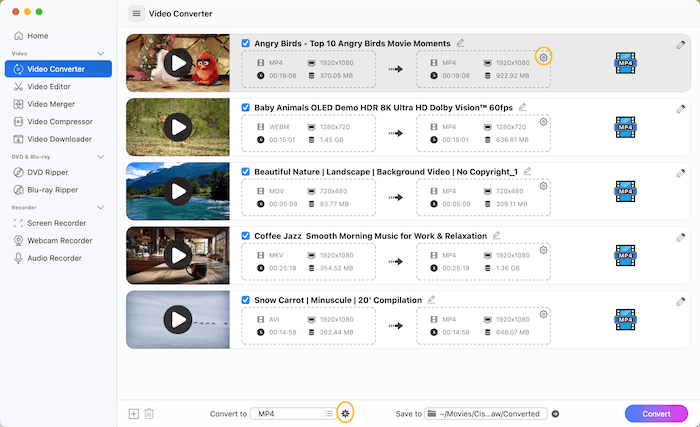 Video Converter
Home
Video
Video Converter
Video Editor
Video Merger
Video Compressor
Video Downloader
DVD & Blu-ray
DVD Ripper
Blu-ray Ripper
Recorder
Screen Recorder
Webcam Recorder
Audio Recorder
Angry Birds - Top 10 Angry Birds Movie Moments
MP4 1920x1080 MP4 1920x1080
00:19:08 370.05 MB 00:19:08 922.92 MB
MP4
Baby Animals OLED Demo HDR 8K Ultra HD Dolby Vision™ 60fps
WEBM 1280x720 MP4 1280x720
00:15:01 1.45 GB 00:15:01 636.81 MB
MP4
Beautiful Nature | Landscape | Background Video | No Copyright_1
MOV 720x480 MP4 720x480
00:05:09 83.77 MB 00:05:09 209.11 MB
MP4
Coffee Jazz Smooth Morning Music for Work & Relaxation
MKV 1920x1080 MP4 1920x1080
00:25:19 354.52 MB 00:25:19 1.36 GB
MP4
Snow Carrot | Minuscule | 20' Compilation
AVI 1920x1080 MP4 1920x1080
00:14:58 262.44 MB 00:14:58 648.07 MB
MP4
Convert to MP4 Save to ~/Movies/Cis...aw/Converted Convert